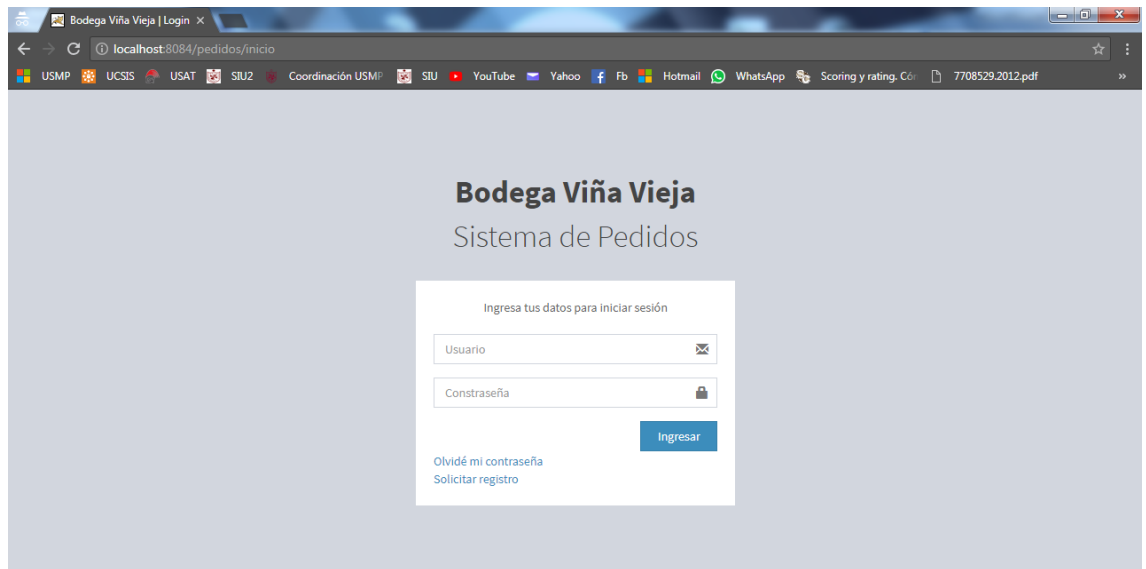 Bodega Viña Vieja | Login
localhost:8084/pedidos/inicio
USMP UCSIS USAT SIU2 Coordinación USMP SIU YouTube Yahoo Fb Hotmail WhatsApp Scoring y rating. Có 7708529.2012.pdf »
Bodega Viña Vieja
Sistema de Pedidos
Ingresa tus datos para iniciar sesión
Usuario
Constraseña
Ingresar
Olvidé mi contraseña
Solicitar registro